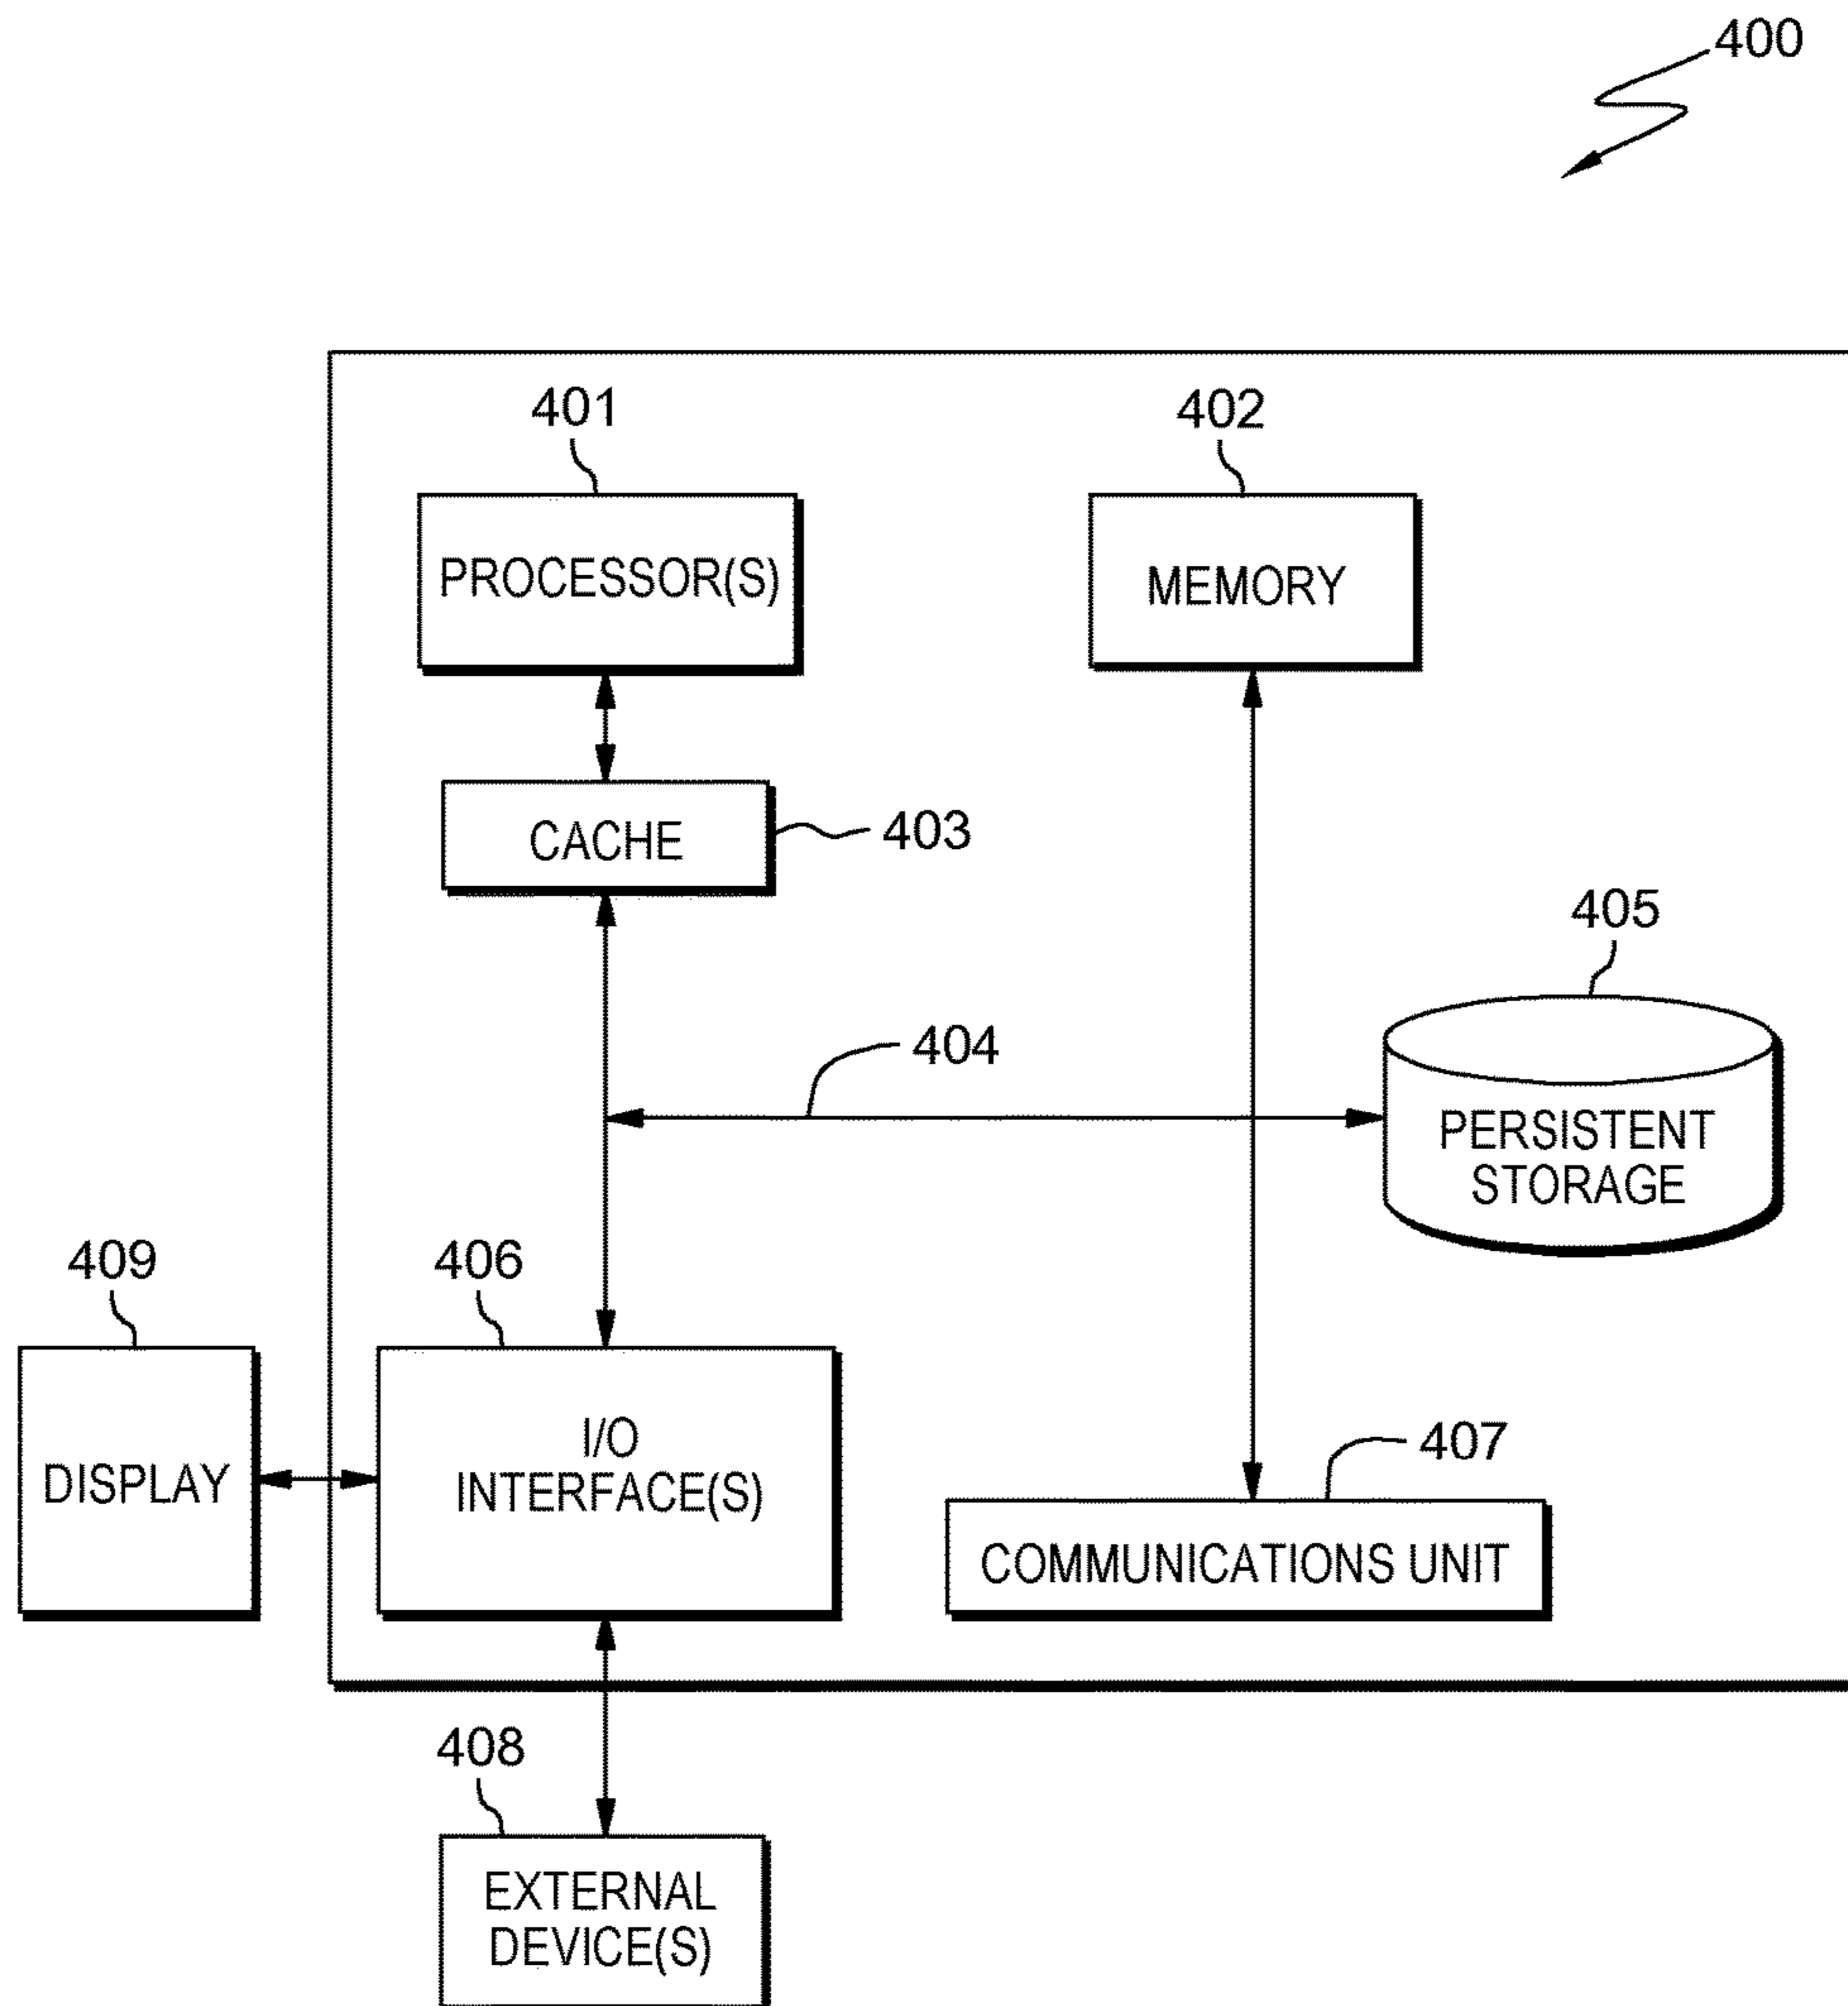 400
401
402
PROCESSOR(S)
MEMORY
CACHE
403
405
404
PERSISTENT
STORAGE
409
406
I/O
INTERFACE(S)
DISPLAY
407
COMMUNICATIONS UNIT
408
EXTERNAL
DEVICE(S)